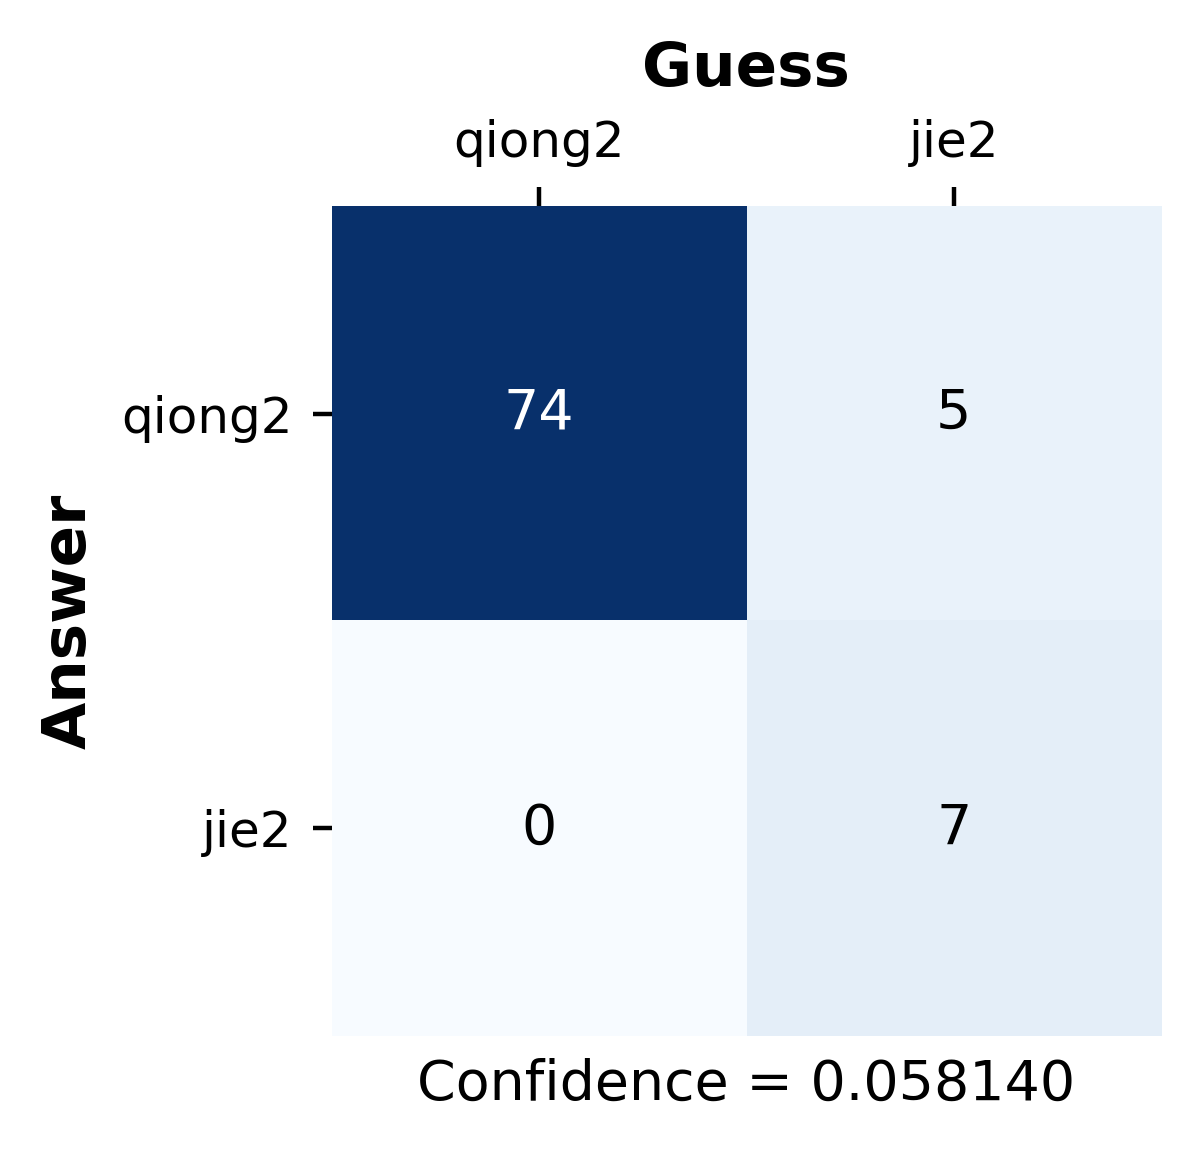 Guess
qiong2 jie2
qiong2 74 5
Answer
jie2 0 7
Confidence = 0.058140